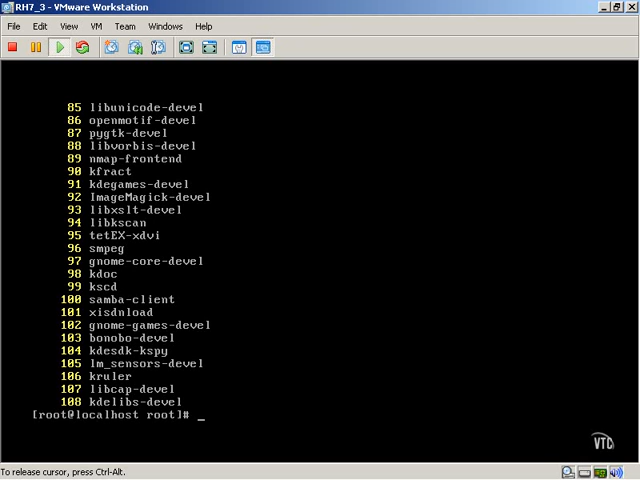 RH7_3 - VMware Workstation
File Edit View VM Team Windows Help
85 libunicode-devel
86 openmotif-devel
87 pygtk-devel
88 libvorbis-devel
89 nmap-frontend
90 kfract
91 kdegames-devel
92 ImageMagick-devel
93 libxslt-devel
94 libkscan
95 tetEX-xdvi
96 smpeg
97 gnome-core-devel
98 kdoc
99 kscd
100 samba-client
101 xisdnload
102 gnome-games-devel
103 bonobo-devel
104 kdesdk-kspy
105 lm_sensors-devel
106 kruler
107 libcap-devel
108 kdelibs-devel
[root@localhost root]# _
VTC
To release cursor, press Ctrl-Alt.